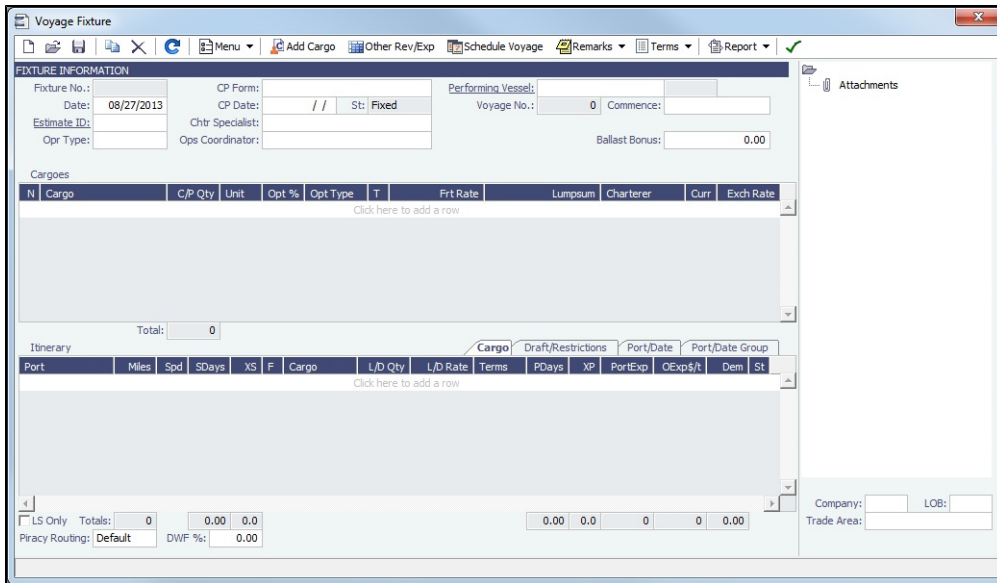 Voyage Fixture
Menu Add Cargo Other Rev/Exp Schedule Voyage Remarks Terms Report
FIXTURE INFORMATION
Fixture No.: CP Form: Performing Vessel:
Date: 08/27/2013 CP Date: / / St: Fixed Voyage No.: 0 Commence:
Estimate ID: Chtr Specialist:
Opr Type: Ops Coordinator: Ballast Bonus: 0.00
Attachments
Cargoes
N Cargo C/P Qty Unit Opt % Opt Type T Frt Rate Lumpsum Charterer Curr Exch Rate
Click here to add a row
Total: 0
Itinerary Cargo Draft/Restrictions Port/Date Port/Date Group
Port Miles Spd SDays XS F Cargo L/D Qty L/D Rate Terms PDays XP PortExp OExp$/t Dem St
Click here to add a row
LS Only Totals: 0 0.00 0.0 0.00 0.0 0 0 0.00
Piracy Routing: Default DWF %: 0.00
Company: LOB:
Trade Area: